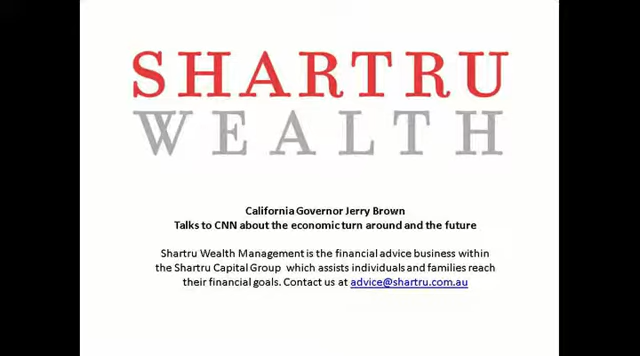 SHARTRU
WEALTH
California Governor Jerry Brown
Talks to CNN about the economic turn around and the future
Shartru Wealth Management is the financial advice business within
the Shartru Capital Group which assists individuals and families reach
their financial goals. Contact us at advice@shartru.com.au